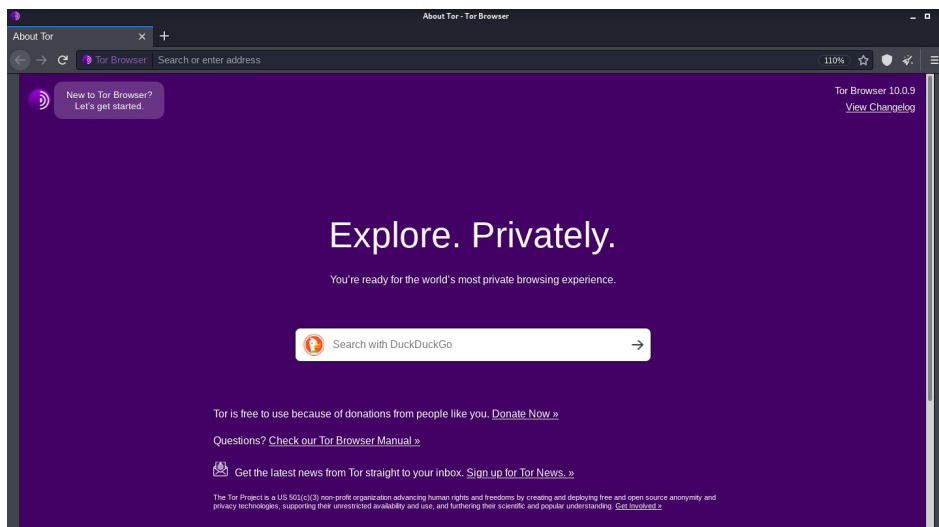 About Tor - Tor Browser
About Tor
Tor Browser
Search or enter address
110%
New to Tor Browser?
Let's get started.
Tor Browser 10.0.9
View Changelog
Explore. Privately.
You're ready for the world's most private browsing experience.
Search with DuckDuckGo
Tor is free to use because of donations from people like you. Donate Now »
Questions? Check our Tor Browser Manual »
Get the latest news from Tor straight to your inbox. Sign up for Tor News. »
The Tor Project is a US 501(c)(3) non-profit organization advancing human rights and freedoms by creating and deploying free and open source anonymity and
privacy technologies, supporting their unrestricted availability and use, and furthering their scientific and popular understanding. Get Involved »